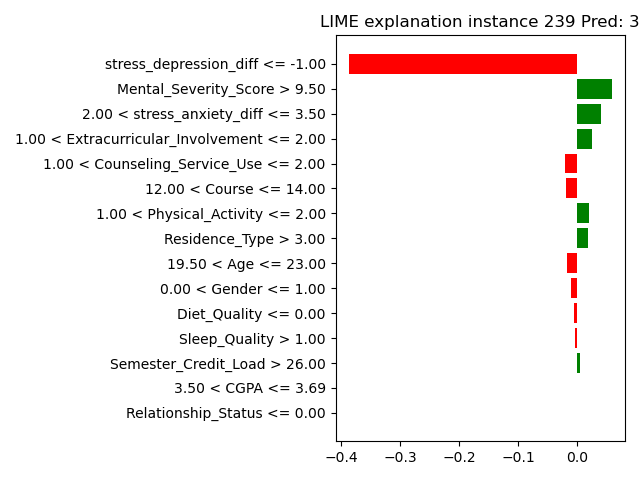 LIME explanation instance 239 Pred: 3
stress_depression_diff <= -1.00
Mental_Severity_Score > 9.50
2.00 < stress_anxiety_diff <= 3.50
1.00 < Extracurricular_Involvement <= 2.00
1.00 < Counseling_Service_Use <= 2.00
12.00 < Course <= 14.00
1.00 < Physical_Activity <= 2.00
Residence_Type > 3.00
19.50 < Age <= 23.00
0.00 < Gender <= 1.00
Diet_Quality <= 0.00
Sleep_Quality > 1.00
Semester_Credit_Load > 26.00
3.50 < CGPA <= 3.69
Relationship_Status <= 0.00
−0.4 −0.3 −0.2 −0.1 0.0